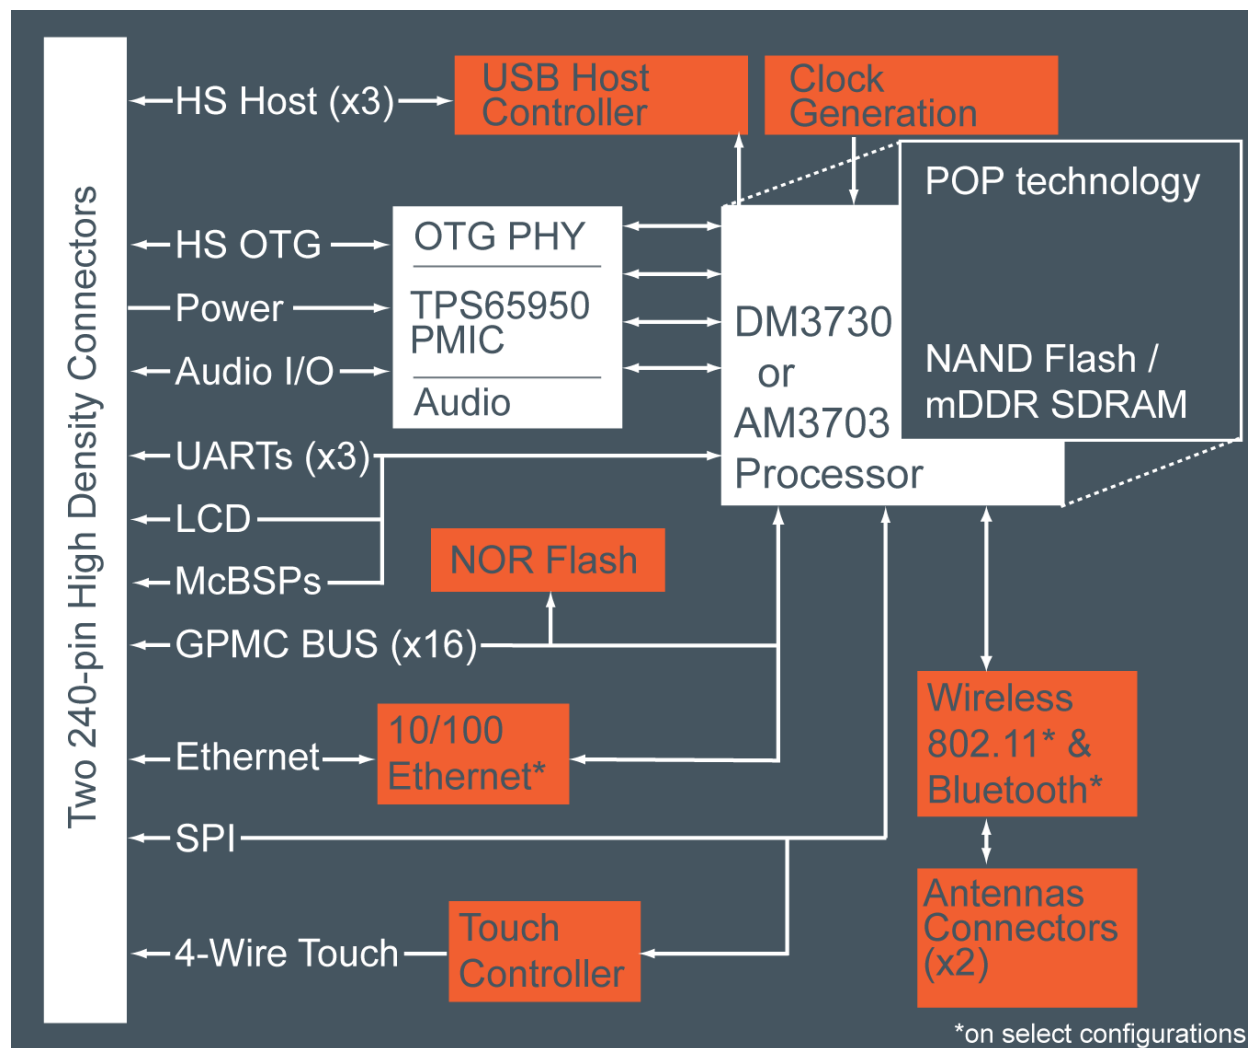 Two 240-pin High Density Connectors
HS Host (x3)
USB Host
Controller
Clock
Generation
POP technology
NAND Flash /
mDDR SDRAM
HS OTG
Power
Audio I/O
OTG PHY
TPS65950
PMIC
Audio
DM3730
or
AM3703
Processor
UARTs (x3)
LCD
McBSPs
NOR Flash
GPMC BUS (x16)
Ethernet
10/100
Ethernet*
Wireless
802.11* &
Bluetooth*
SPI
4-Wire Touch
Touch
Controller
Antennas
Connectors
(x2)
*on select configurations